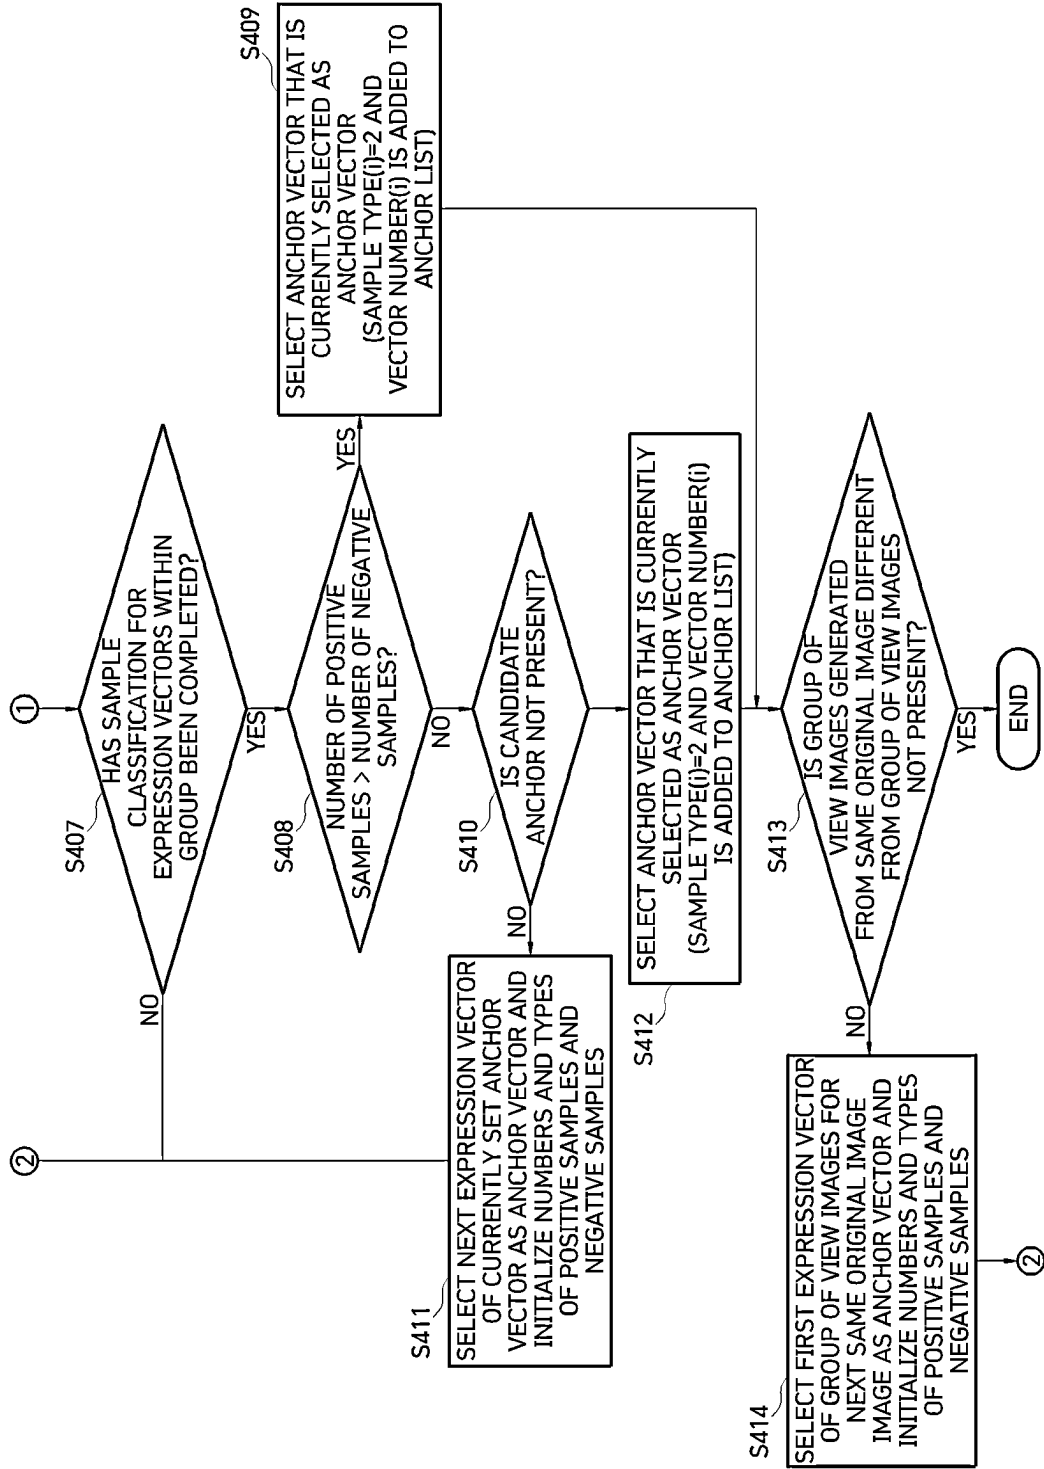 ①
S407
HAS SAMPLE
CLASSIFICATION FOR
EXPRESSION VECTORS WITHIN
GROUP BEEN COMPLETED?
NO
YES
②
S408
NUMBER OF POSITIVE
SAMPLES > NUMBER OF NEGATIVE
SAMPLES?
YES
NO
S409
SELECT ANCHOR VECTOR THAT IS
CURRENTLY SELECTED AS
ANCHOR VECTOR
(SAMPLE TYPE(i)=2 AND
VECTOR NUMBER(i) IS ADDED TO
ANCHOR LIST)
S410
IS CANDIDATE
ANCHOR NOT PRESENT?
NO
S411
SELECT NEXT EXPRESSION VECTOR
OF CURRENTLY SET ANCHOR
VECTOR AS ANCHOR VECTOR AND
INITIALIZE NUMBERS AND TYPES
OF POSITIVE SAMPLES AND
NEGATIVE SAMPLES
S412
SELECT ANCHOR VECTOR THAT IS CURRENTLY
SELECTED AS ANCHOR VECTOR
(SAMPLE TYPE(i)=2 AND VECTOR NUMBER(i)
IS ADDED TO ANCHOR LIST)
S413
IS GROUP OF
VIEW IMAGES GENERATED
FROM SAME ORIGINAL IMAGE DIFFERENT
FROM GROUP OF VIEW IMAGES
NOT PRESENT?
NO
YES
S414
SELECT FIRST EXPRESSION VECTOR
OF GROUP OF VIEW IMAGES FOR
NEXT SAME ORIGINAL IMAGE
IMAGE AS ANCHOR VECTOR AND
INITIALIZE NUMBERS AND TYPES
OF POSITIVE SAMPLES AND
NEGATIVE SAMPLES
②
END